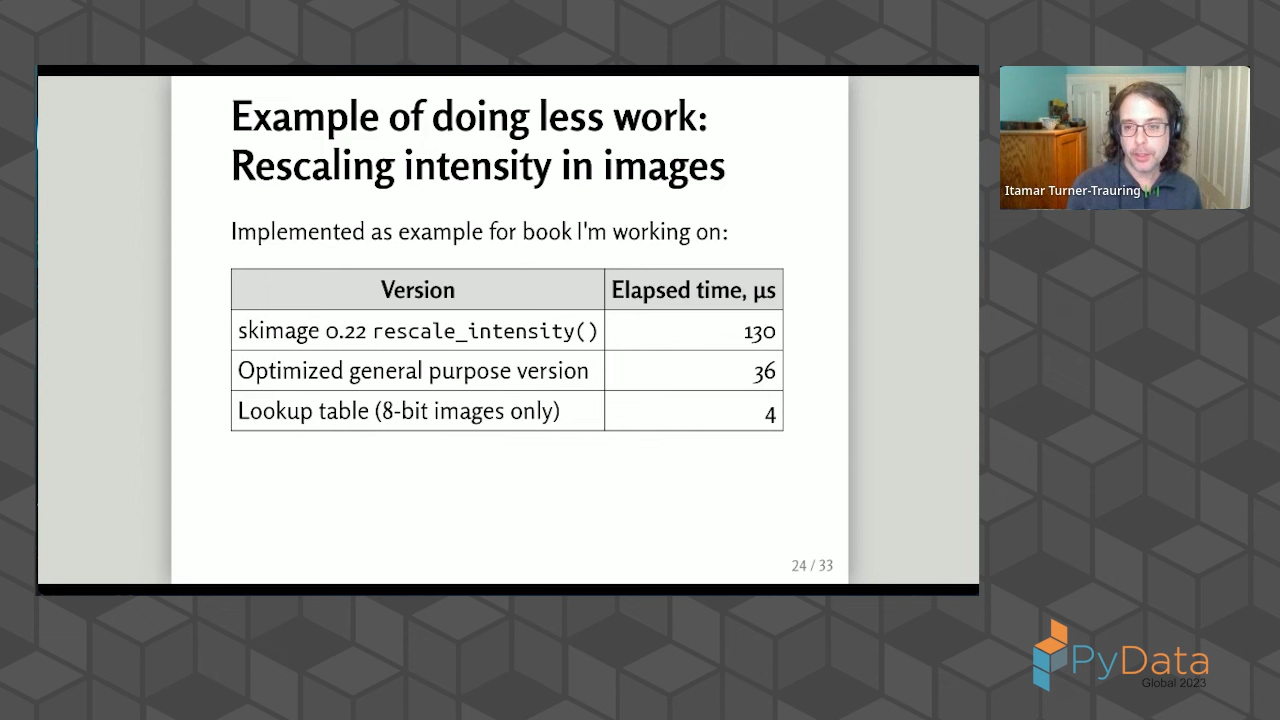 Example of doing less work:
Rescaling intensity in images
Implemented as example for book I'm working on:
Version Elapsed time, µs
skimage 0.22 rescale_intensity() 130
Optimized general purpose version 36
Lookup table (8-bit images only) 4
24 / 33
Itamar Turner-Trauring
PyData
Global 2023